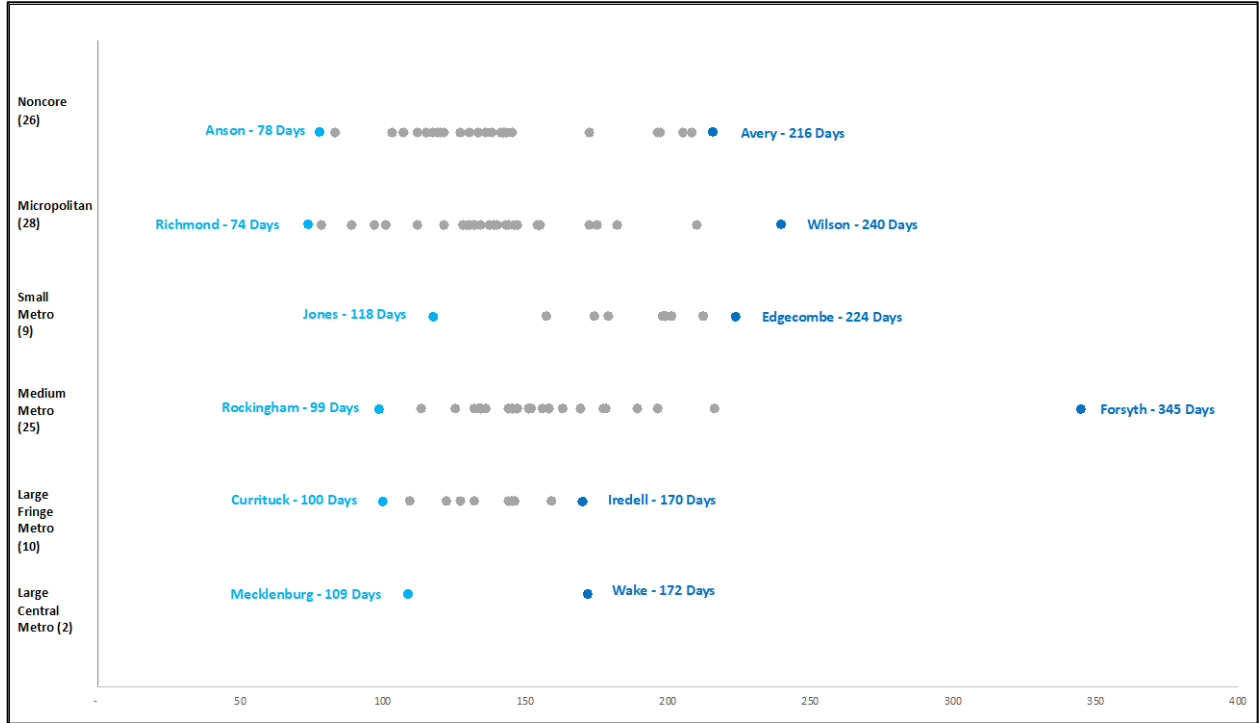 Noncore
(26)
Anson - 78 Days
Avery - 216 Days
Micropolitan
(28)
Richmond - 74 Days
Wilson - 240 Days
Small
Metro
(9)
Jones - 118 Days
Edgecombe - 224 Days
Medium
Metro
(25)
Rockingham - 99 Days
Forsyth - 345 Days
Large
Fringe
Metro
(10)
Currituck - 100 Days
Iredell - 170 Days
Large
Central
Metro (2)
Mecklenburg - 109 Days
Wake - 172 Days
- 50 100 150 200 250 300 350 400